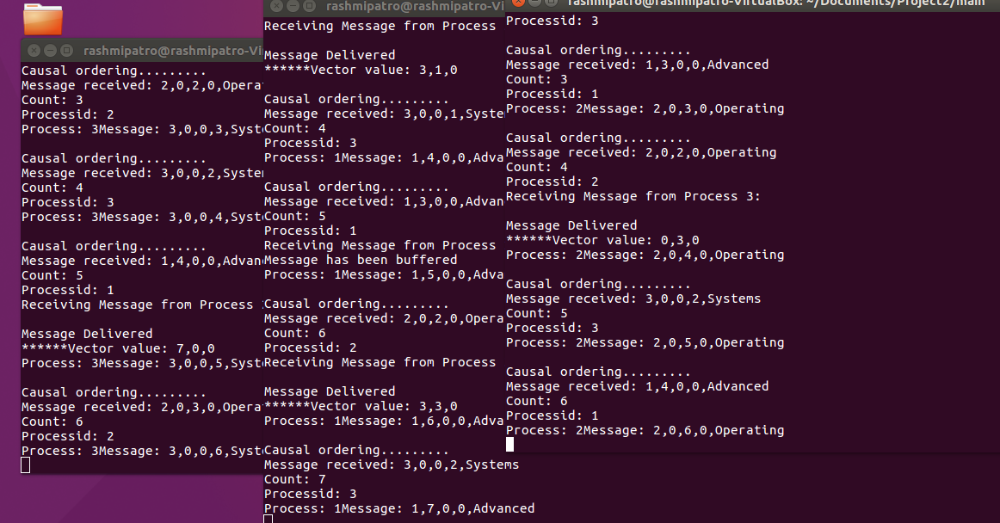 rashmipatro@rashmipatro-Vi
Causal ordering.........
Message received: 2,0,2,0,Opera
Count: 3
Processid: 2
Process: 3Message: 3,0,0,3,Syst
Causal ordering.........
Message received: 3,0,0,2,System
Count: 4
Processid: 3
Process: 3Message: 3,0,0,4,Syst
Causal ordering.........
Message received: 1,4,0,0,Advan
Count: 5
Processid: 1
Receiving Message from Process
Message Delivered
******Vector value: 7,0,0
Process: 3Message: 3,0,0,5,Syst
Causal ordering.........
Message received: 2,0,3,0,Opera
Count: 6
Processid: 2
Process: 3Message: 3,0,0,6,Syst
rashmipatro@rashmipatro-Vi
Receiving Message from Process
Message Delivered
******Vector value: 3,1,0
Causal ordering.........
Message received: 3,0,0,1,Syste
Count: 4
Processid: 3
Process: 1Message: 1,4,0,0,Adva
Causal ordering.........
Message received: 1,3,0,0,Advan
Count: 5
Processid: 1
Receiving Message from Process
Message has been buffered
Process: 1Message: 1,5,0,0,Adva
Causal ordering.........
Message received: 2,0,2,0,Opera
Count: 6
Processid: 2
Receiving Message from Process
Message Delivered
******Vector value: 3,3,0
Process: 1Message: 1,6,0,0,Adva
Causal ordering.........
Message received: 3,0,0,2,Systems
Count: 7
Processid: 3
Process: 1Message: 1,7,0,0,Advanced
rashmipatro@rashmipatro-VirtualBox: ~/Documents/Project2/main
Processid: 3
Causal ordering.........
Message received: 1,3,0,0,Advanced
Count: 3
Processid: 1
Process: 2Message: 2,0,3,0,Operating
Causal ordering.........
Message received: 2,0,2,0,Operating
Count: 4
Processid: 2
Receiving Message from Process 3:
Message Delivered
******Vector value: 0,3,0
Process: 2Message: 2,0,4,0,Operating
Causal ordering.........
Message received: 3,0,0,2,Systems
Count: 5
Processid: 3
Process: 2Message: 2,0,5,0,Operating
Causal ordering.........
Message received: 1,4,0,0,Advanced
Count: 6
Processid: 1
Process: 2Message: 2,0,6,0,Operating